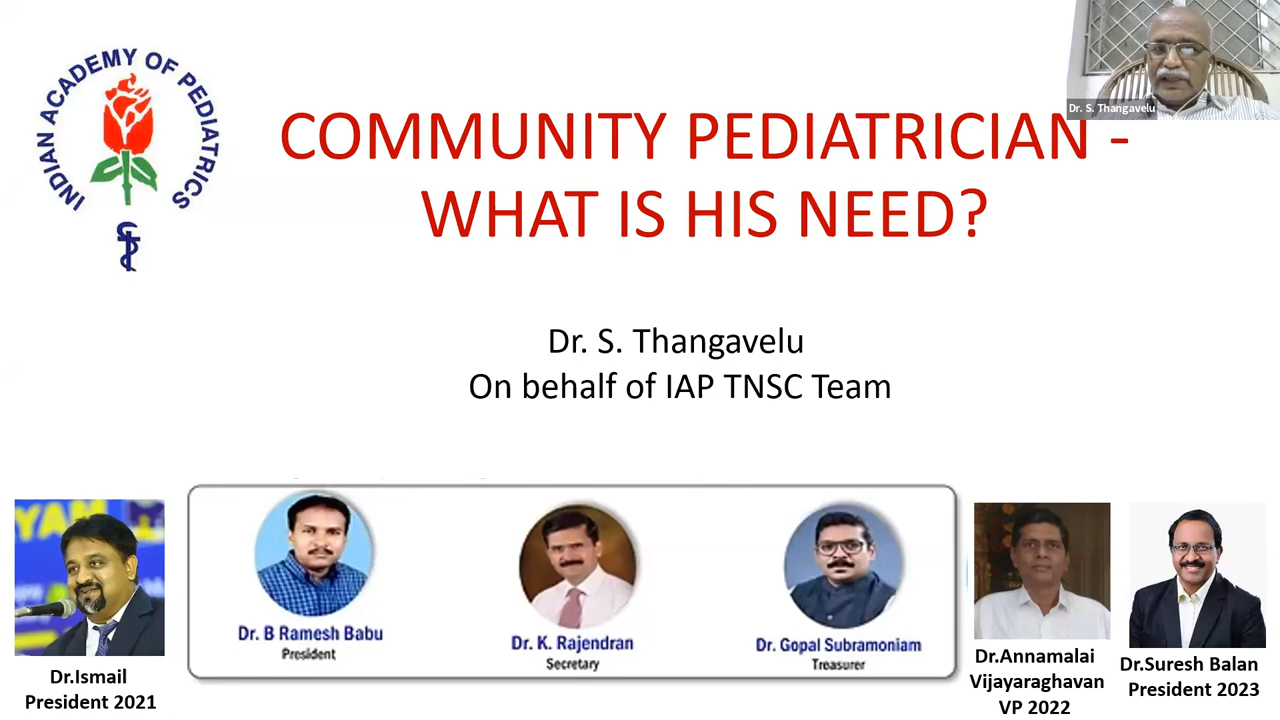 INDIAN ACADEMY OF PEDIATRICS
Dr. S. Thangavelu
COMMUNITY PEDIATRICIAN -
WHAT IS HIS NEED?
Dr. S. Thangavelu
On behalf of IAP TNSC Team
YAM
Dr.Ismail
President 2021
Dr. B Ramesh Babu
President
Dr. K. Rajendran
Secretary
Dr. Gopal Subramoniam
Treasurer
Dr.Annamalai
Vijayaraghavan
VP 2022
Dr.Suresh Balan
President 2023